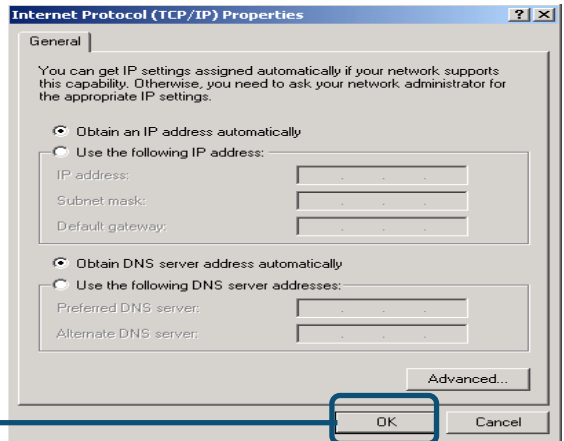 Internet Protocol (TCP/IP) Properties
General
You can get IP settings assigned automatically if your network supports
this capability. Otherwise, you need to ask your network administrator for
the appropriate IP settings.
Obtain an IP address automatically
Use the following IP address:
IP address:
Subnet mask:
Default gateway:
Obtain DNS server address automatically
Use the following DNS server addresses:
Preferred DNS server:
Alternate DNS server:
Advanced...
OK Cancel